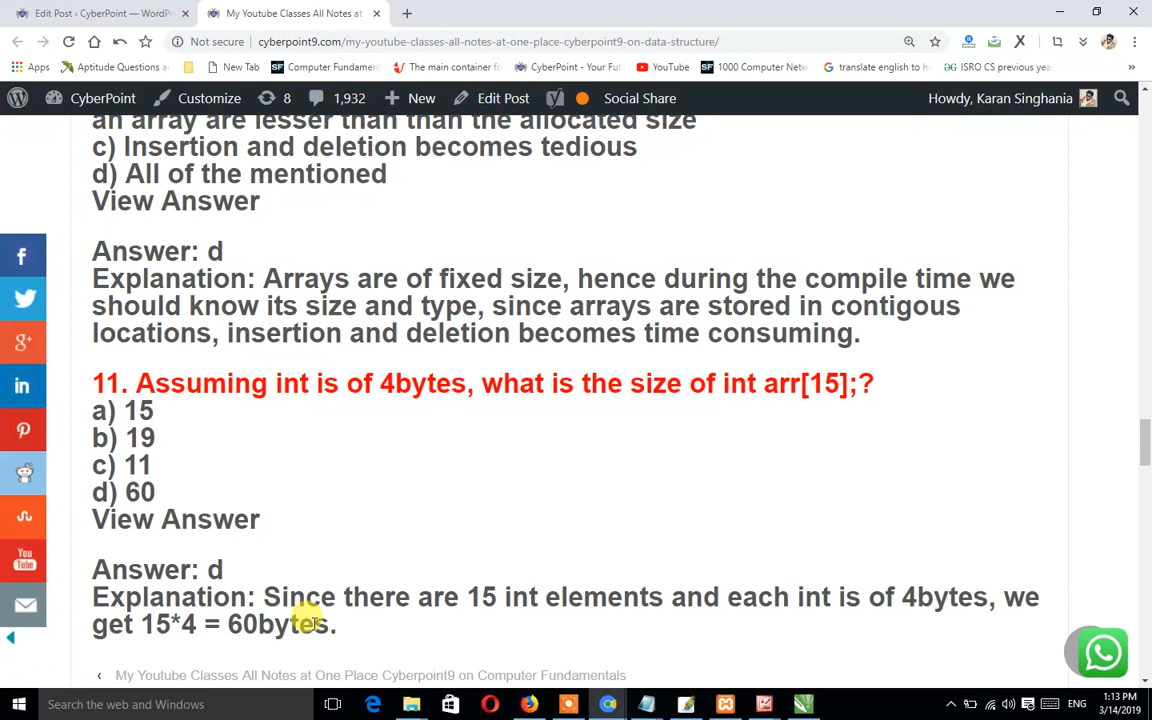 Edit Post ‹ CyberPoint — WordPr
My Youtube Classes All Notes at
Not secure
cyberpoint9.com/my-youtube-classes-all-notes-at-one-place-cyberpoint9-on-data-structure/
Apps
Aptitude Questions a
New Tab
Computer Fundamen
The main container fo
CyberPoint - Your Fut
YouTube
1000 Computer Netw
translate english to h
ISRO CS previous yea
CyberPoint
Customize
8
1,932
New
Edit Post
Social Share
Howdy, Karan Singhania
an array are lesser than than the allocated size
c) Insertion and deletion becomes tedious
d) All of the mentioned
View Answer
Answer: d
Explanation: Arrays are of fixed size, hence during the compile time we
should know its size and type, since arrays are stored in contigous
locations, insertion and deletion becomes time consuming.
11. Assuming int is of 4bytes, what is the size of int arr[15];?
a) 15
b) 19
c) 11
d) 60
View Answer
Answer: d
Explanation: Since there are 15 int elements and each int is of 4bytes, we
get 15*4 = 60bytes.
‹ My Youtube Classes All Notes at One Place Cyberpoint9 on Computer Fundamentals
Search the web and Windows
ENG
1:13 PM
3/14/2019